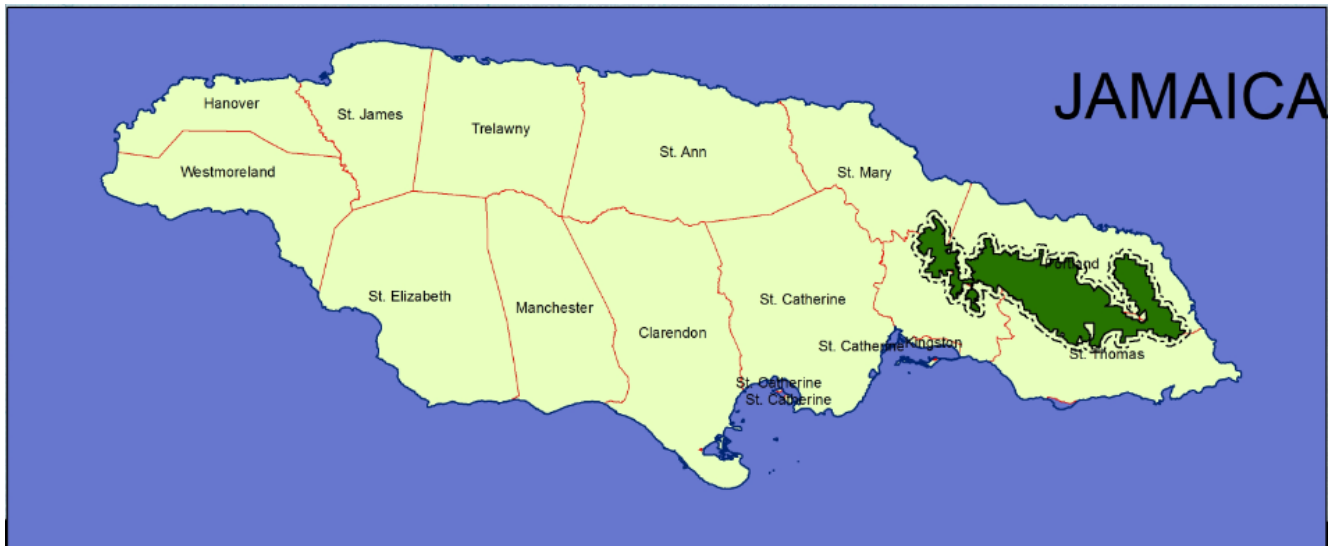 JAMAICA
Hanover
St. James
Trelawny
St. Ann
Westmoreland
St. Mary
Portland
St. Elizabeth
Manchester
St. Catherine
Clarendon
St. Catherine
Kingston
St. Thomas
St. Catherine
St. Catherine